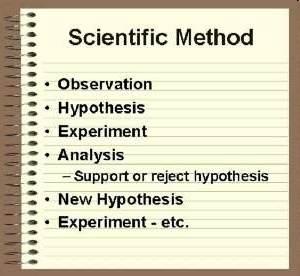 Scientific Method
• Observation
• Hypothesis
• Experiment
• Analysis
– Support or reject hypothesis
• New Hypothesis
• Experiment - etc.